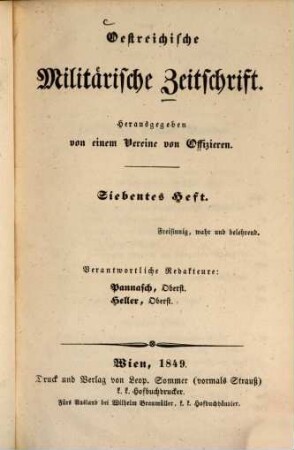 Oestreichische
Militärische Zeitschrift.
Herausgegeben
von einem Vereine von Offizieren.
Siebentes Heft.
Freisinnig, wahr und belehrend.
Verantwortliche Redakteure:
Pannasch, Oberst.
Heller, Oberst.
Wien, 1849.
Druck und Verlag von Leop. Sommer (vormals Strauß)
k. k. Hofbuchdrucker.
Fürs Ausland bei Wilhelm Braumüller, k. k. Hofbuchhändler.